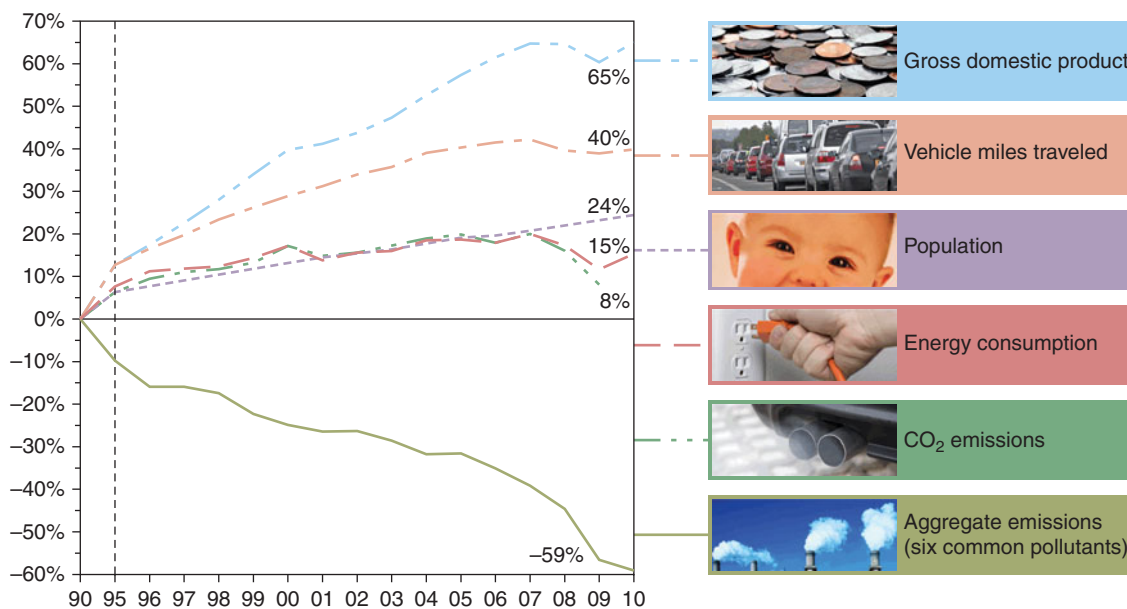 70%
60%
50%
40%
30%
20%
10%
0%
–10%
–20%
–30%
–40%
–50%
–60%
65%
40%
24%
15%
8%
–59%
90 95 96 97 98 99 00 01 02 03 04 05 06 07 08 09 10
Gross domestic product
Vehicle miles traveled
Population
Energy consumption
CO₂ emissions
Aggregate emissions
(six common pollutants)